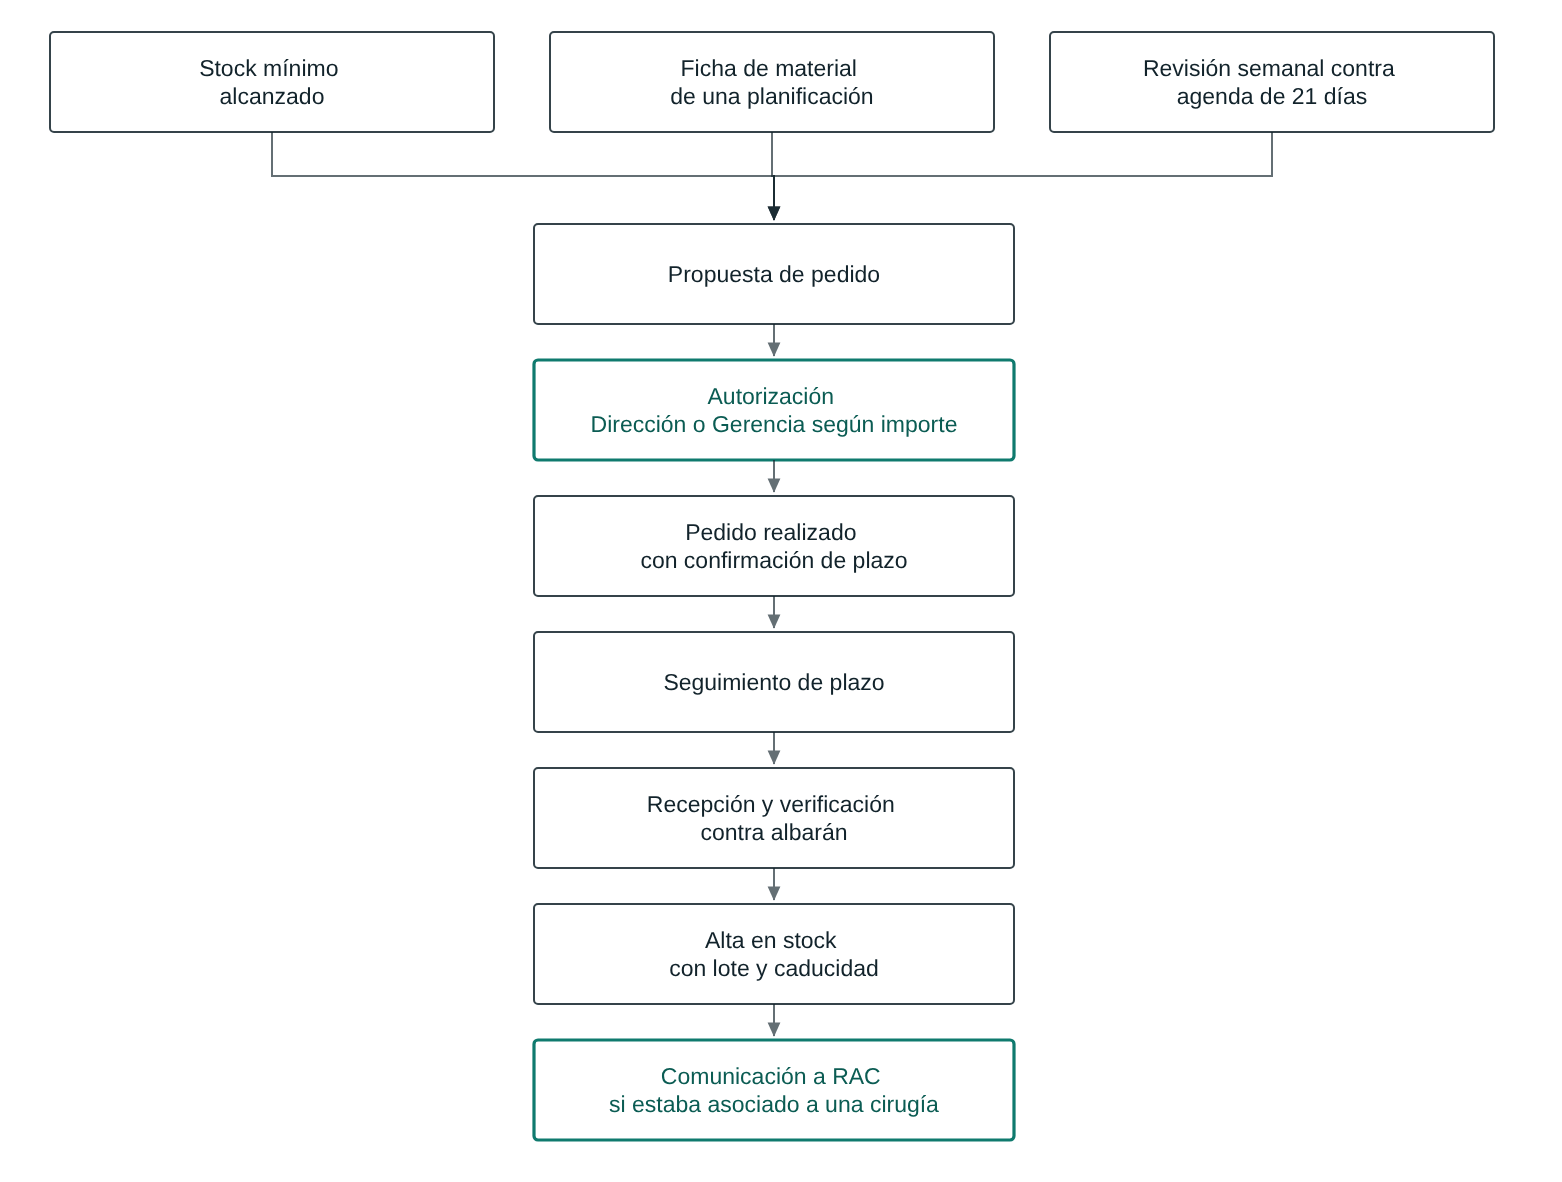 Stock mínimo
alcanzado
Ficha de material
de una planificación
Revisión semanal contra
agenda de 21 días
Propuesta de pedido
Autorización
Dirección o Gerencia según importe
Pedido realizado
con confirmación de plazo
Seguimiento de plazo
Recepción y verificación
contra albarán
Alta en stock
con lote y caducidad
Comunicación a RAC
si estaba asociado a una cirugía